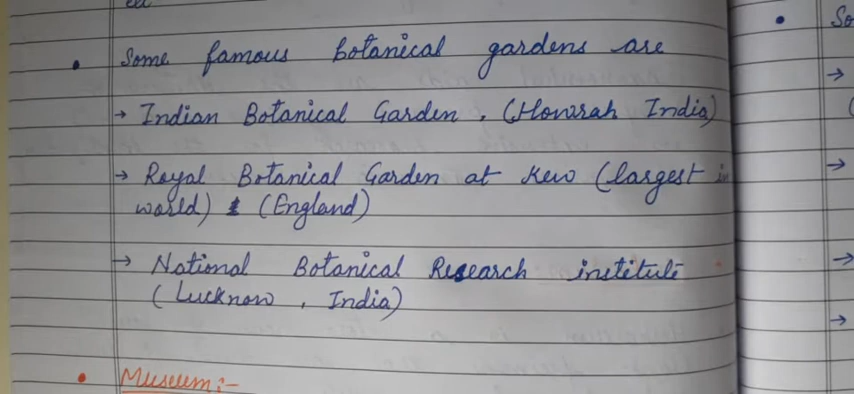 • Some famous botanical gardens are
→ Indian Botanical Garden, (Howrah India)
→ Royal Botanical Garden at Kew (largest in
world) (England)
→ National Botanical Research institute
(Lucknow, India)
• Museum:-
• So
→
(
→
→
→